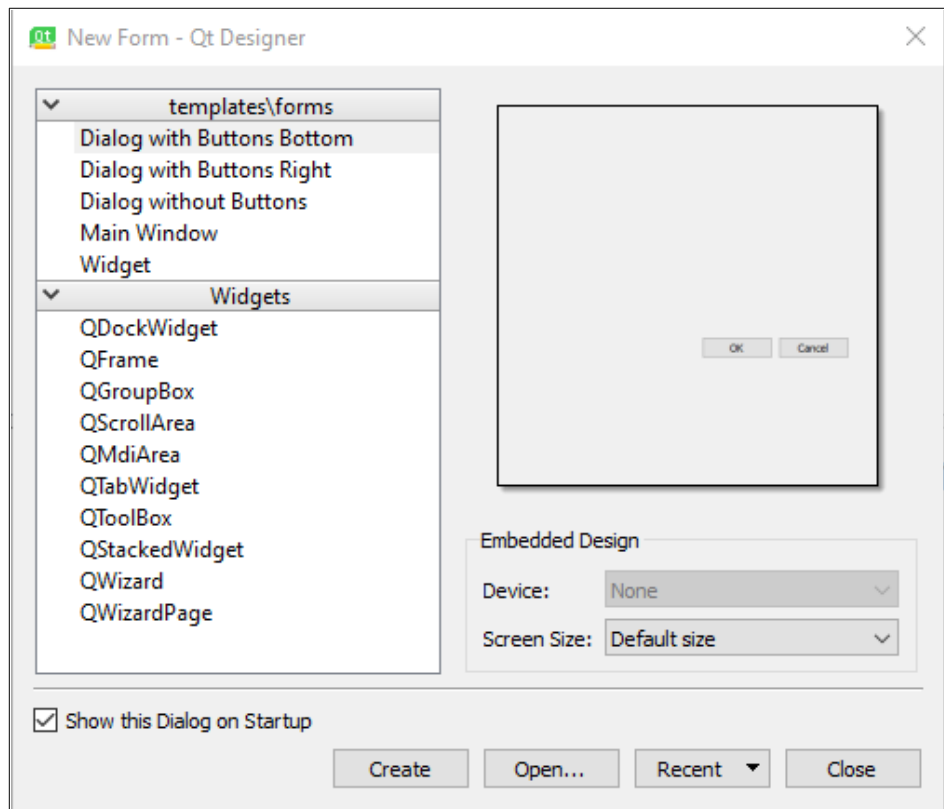 Qt New Form - Qt Designer
templates\forms
Dialog with Buttons Bottom
Dialog with Buttons Right
Dialog without Buttons
Main Window
Widget
Widgets
QDockWidget
QFrame
QGroupBox
QScrollArea
QMdiArea
QTabWidget
QToolBox
QStackedWidget
QWizard
QWizardPage
OK Cancel
Embedded Design
Device: None
Screen Size: Default size
Show this Dialog on Startup
Create Open... Recent Close